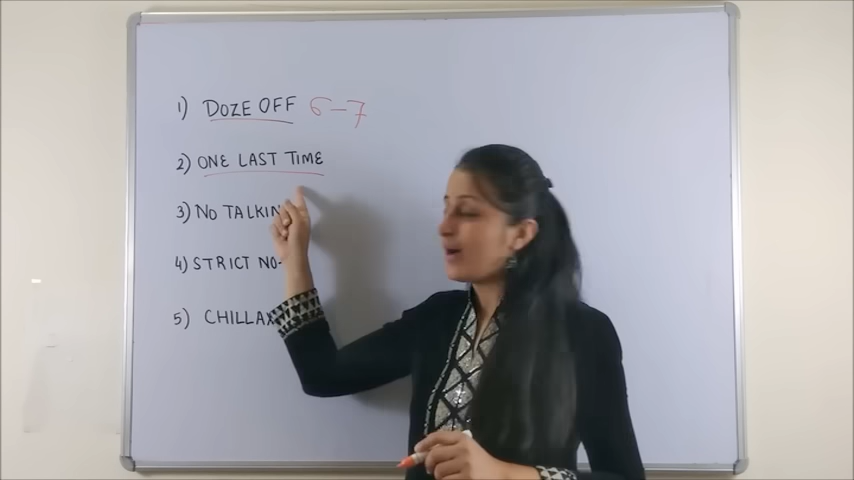 1) DOZE OFF 6-7
2) ONE LAST TIME
3) NO TALKIN
4) STRICT NO-
5) CHILLAX